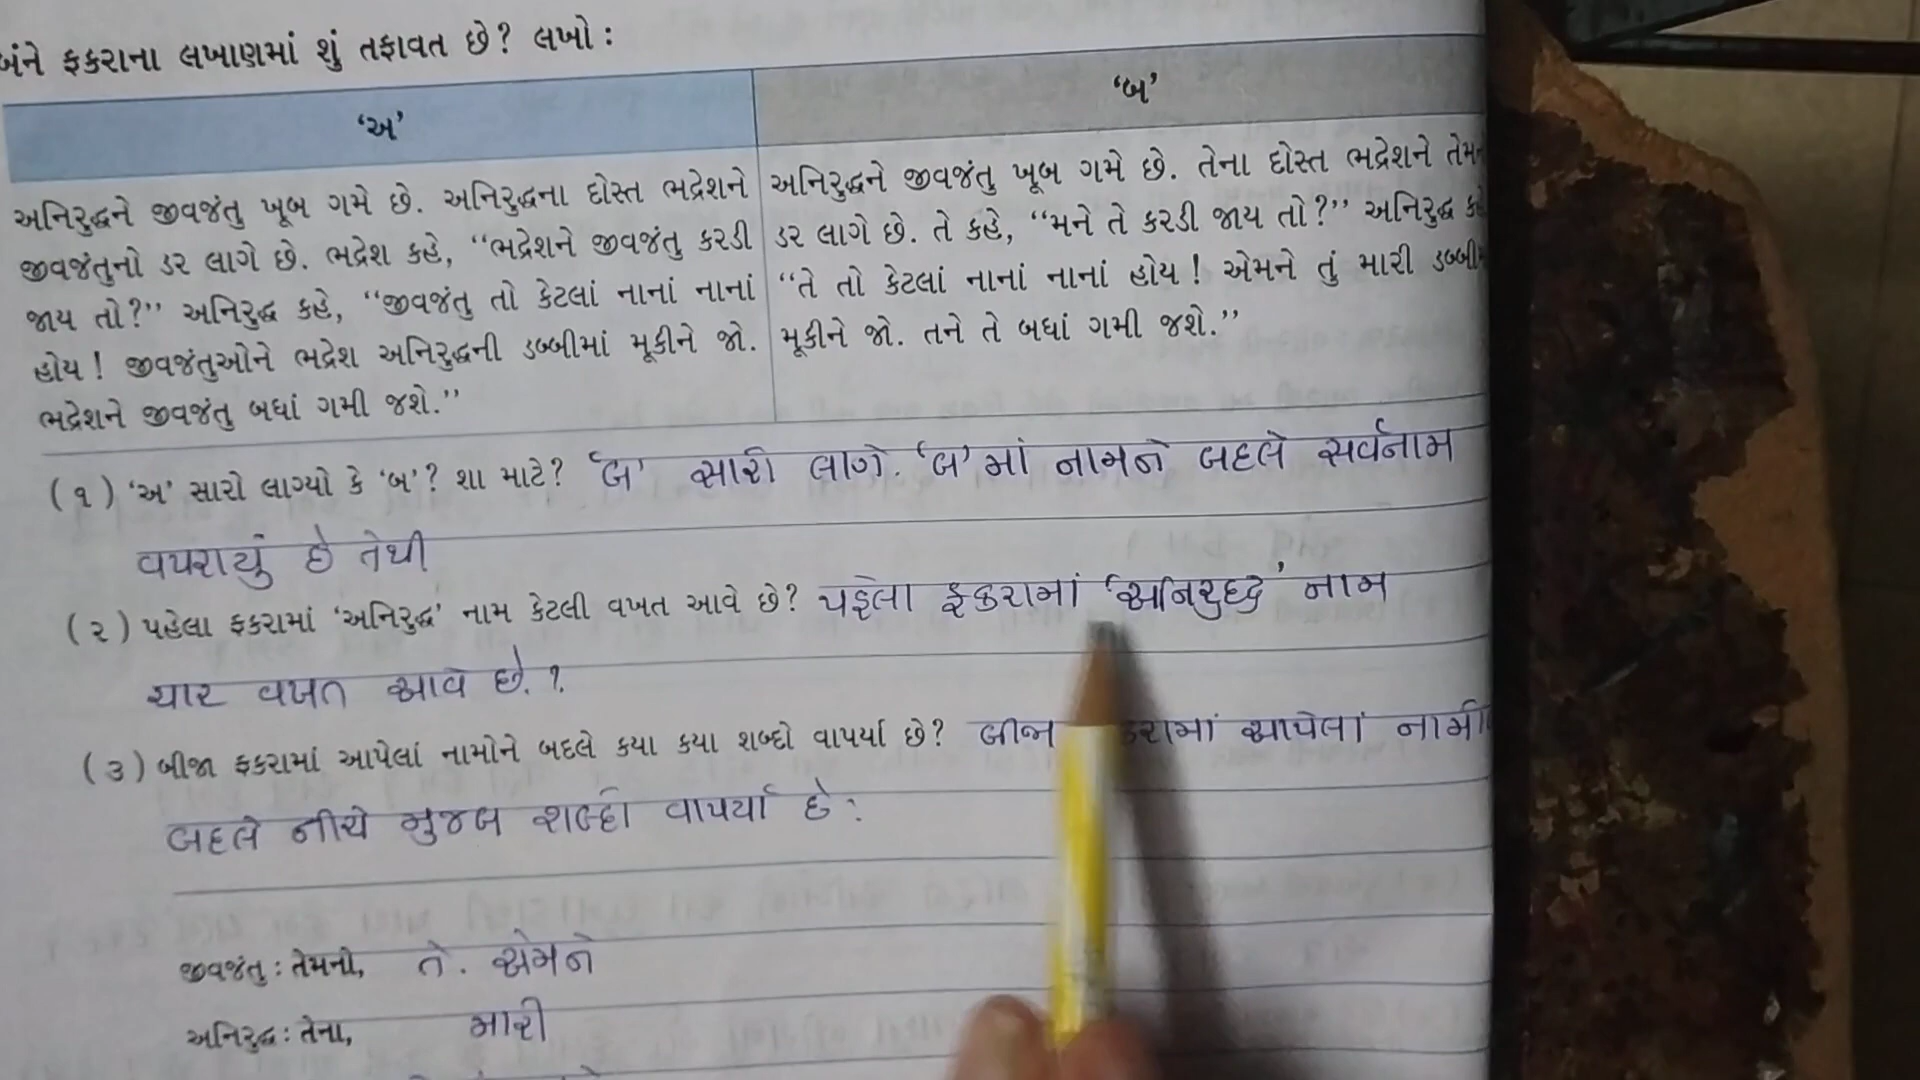 બંને ફકરાના લખાણમાં શું તફાવત છે? લખો :
‘અ’
‘બ’
અનિરુદ્ધને જીવજંતુ ખૂબ ગમે છે. અનિરુદ્ધના દોસ્ત ભદ્રેશને
જીવજંતુનો ડર લાગે છે. ભદ્રેશ કહે, “ભદ્રેશને જીવજંતુ કરડી
જાય તો?” અનિરુદ્ધ કહે, “જીવજંતુ તો કેટલાં નાનાં નાનાં
હોય! જીવજંતુઓને ભદ્રેશ અનિરુદ્ધની ડબ્બીમાં મૂકીને જો.
ભદ્રેશને જીવજંતુ બધાં ગમી જશે.”
અનિરુદ્ધને જીવજંતુ ખૂબ ગમે છે. તેના દોસ્ત ભદ્રેશને
ડર લાગે છે. તે કહે, “મને તે કરડી જાય તો?” અનિરુદ્ધ
“તે તો કેટલાં નાનાં નાનાં હોય! એમને તું મારી
મૂકીને જો. તને તે બધાં ગમી જશે.”
(૧) ‘અ’ સારો લાગ્યો કે ‘બ’? શા માટે? ‘બ’ સારો લાગે. ‘બ’માં નામને બદલે સર્વનામ
વપરાયું છે તેથી
(૨) પહેલા ફકરામાં ‘અનિરુદ્ધ’ નામ કેટલી વખત આવે છે? પહેલા ફકરામાં ‘અનિરુદ્ધ’ નામ
ચાર વખત આવે છે.
(૩) બીજા ફકરામાં આપેલાં નામોને બદલે કયા કયા શબ્દો વાપર્યા છે? બીજા આપેલાં
બદલે નીચે મુજબ શબ્દો વાપર્યા છે :
જીવજંતુ : તેમની, તે. એમને
અનિરુદ્ધ : તેના, મારી